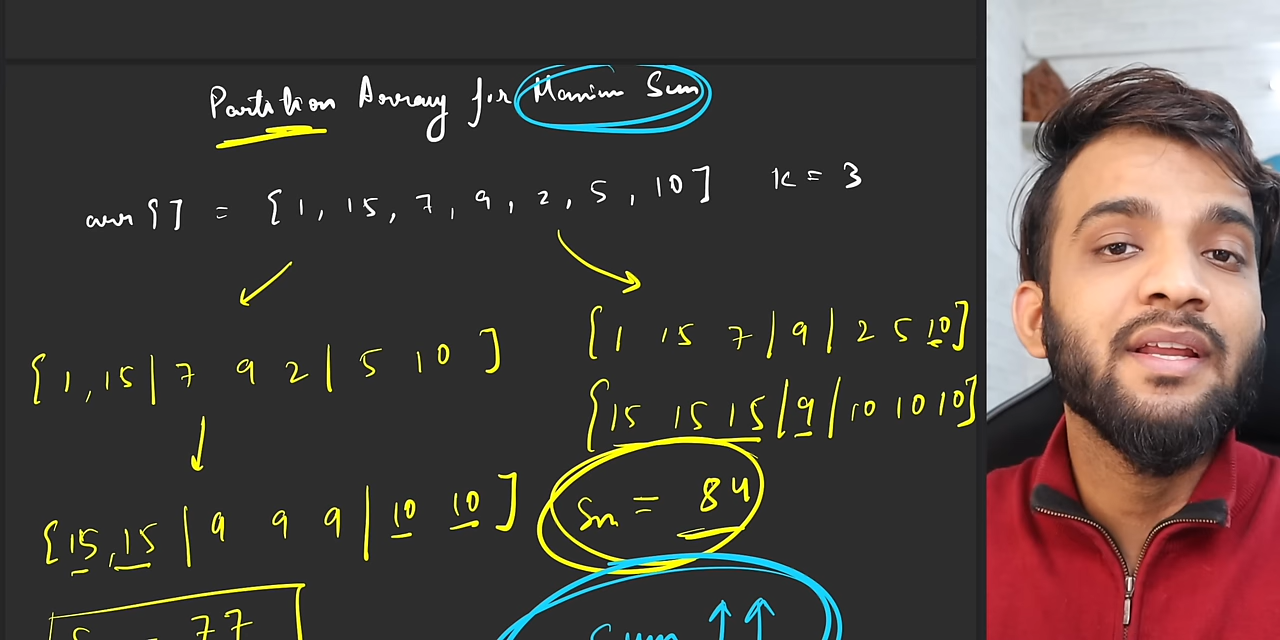 Partition Array for Maximum Sum
arr[] = [1, 15, 7, 9, 2, 5, 10] k = 3
[1, 15 | 7 9 2 | 5 10]
[1 15 7 | 9 | 2 5 10]
[15 15 15 | 9 | 10 10 10]
[15, 15 | 9 9 9 | 10 10]
Sum = 84
77
Sum ↑↑